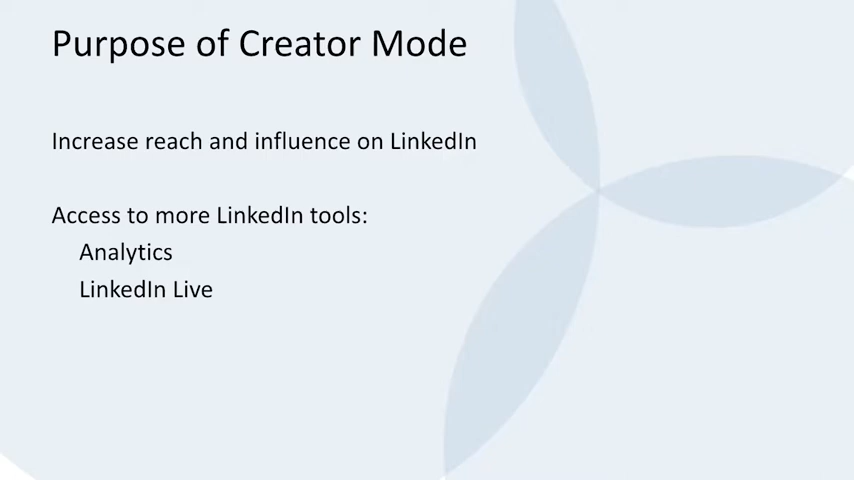 Purpose of Creator Mode
Increase reach and influence on LinkedIn
Access to more LinkedIn tools:
Analytics
LinkedIn Live